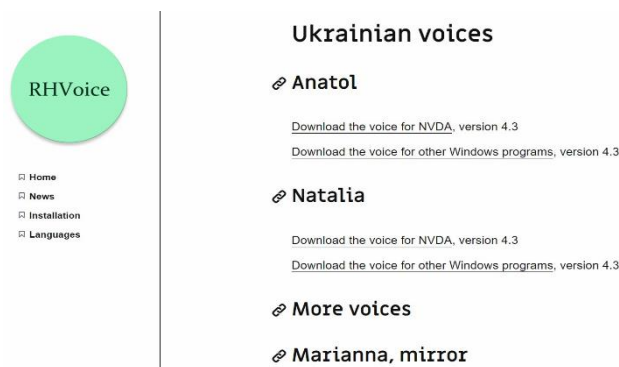 RHVoice
Home
News
Installation
Languages
Ukrainian voices
Anatol
Download the voice for NVDA, version 4.3
Download the voice for other Windows programs, version 4.3
Natalia
Download the voice for NVDA, version 4.3
Download the voice for other Windows programs, version 4.3
More voices
Marianna, mirror